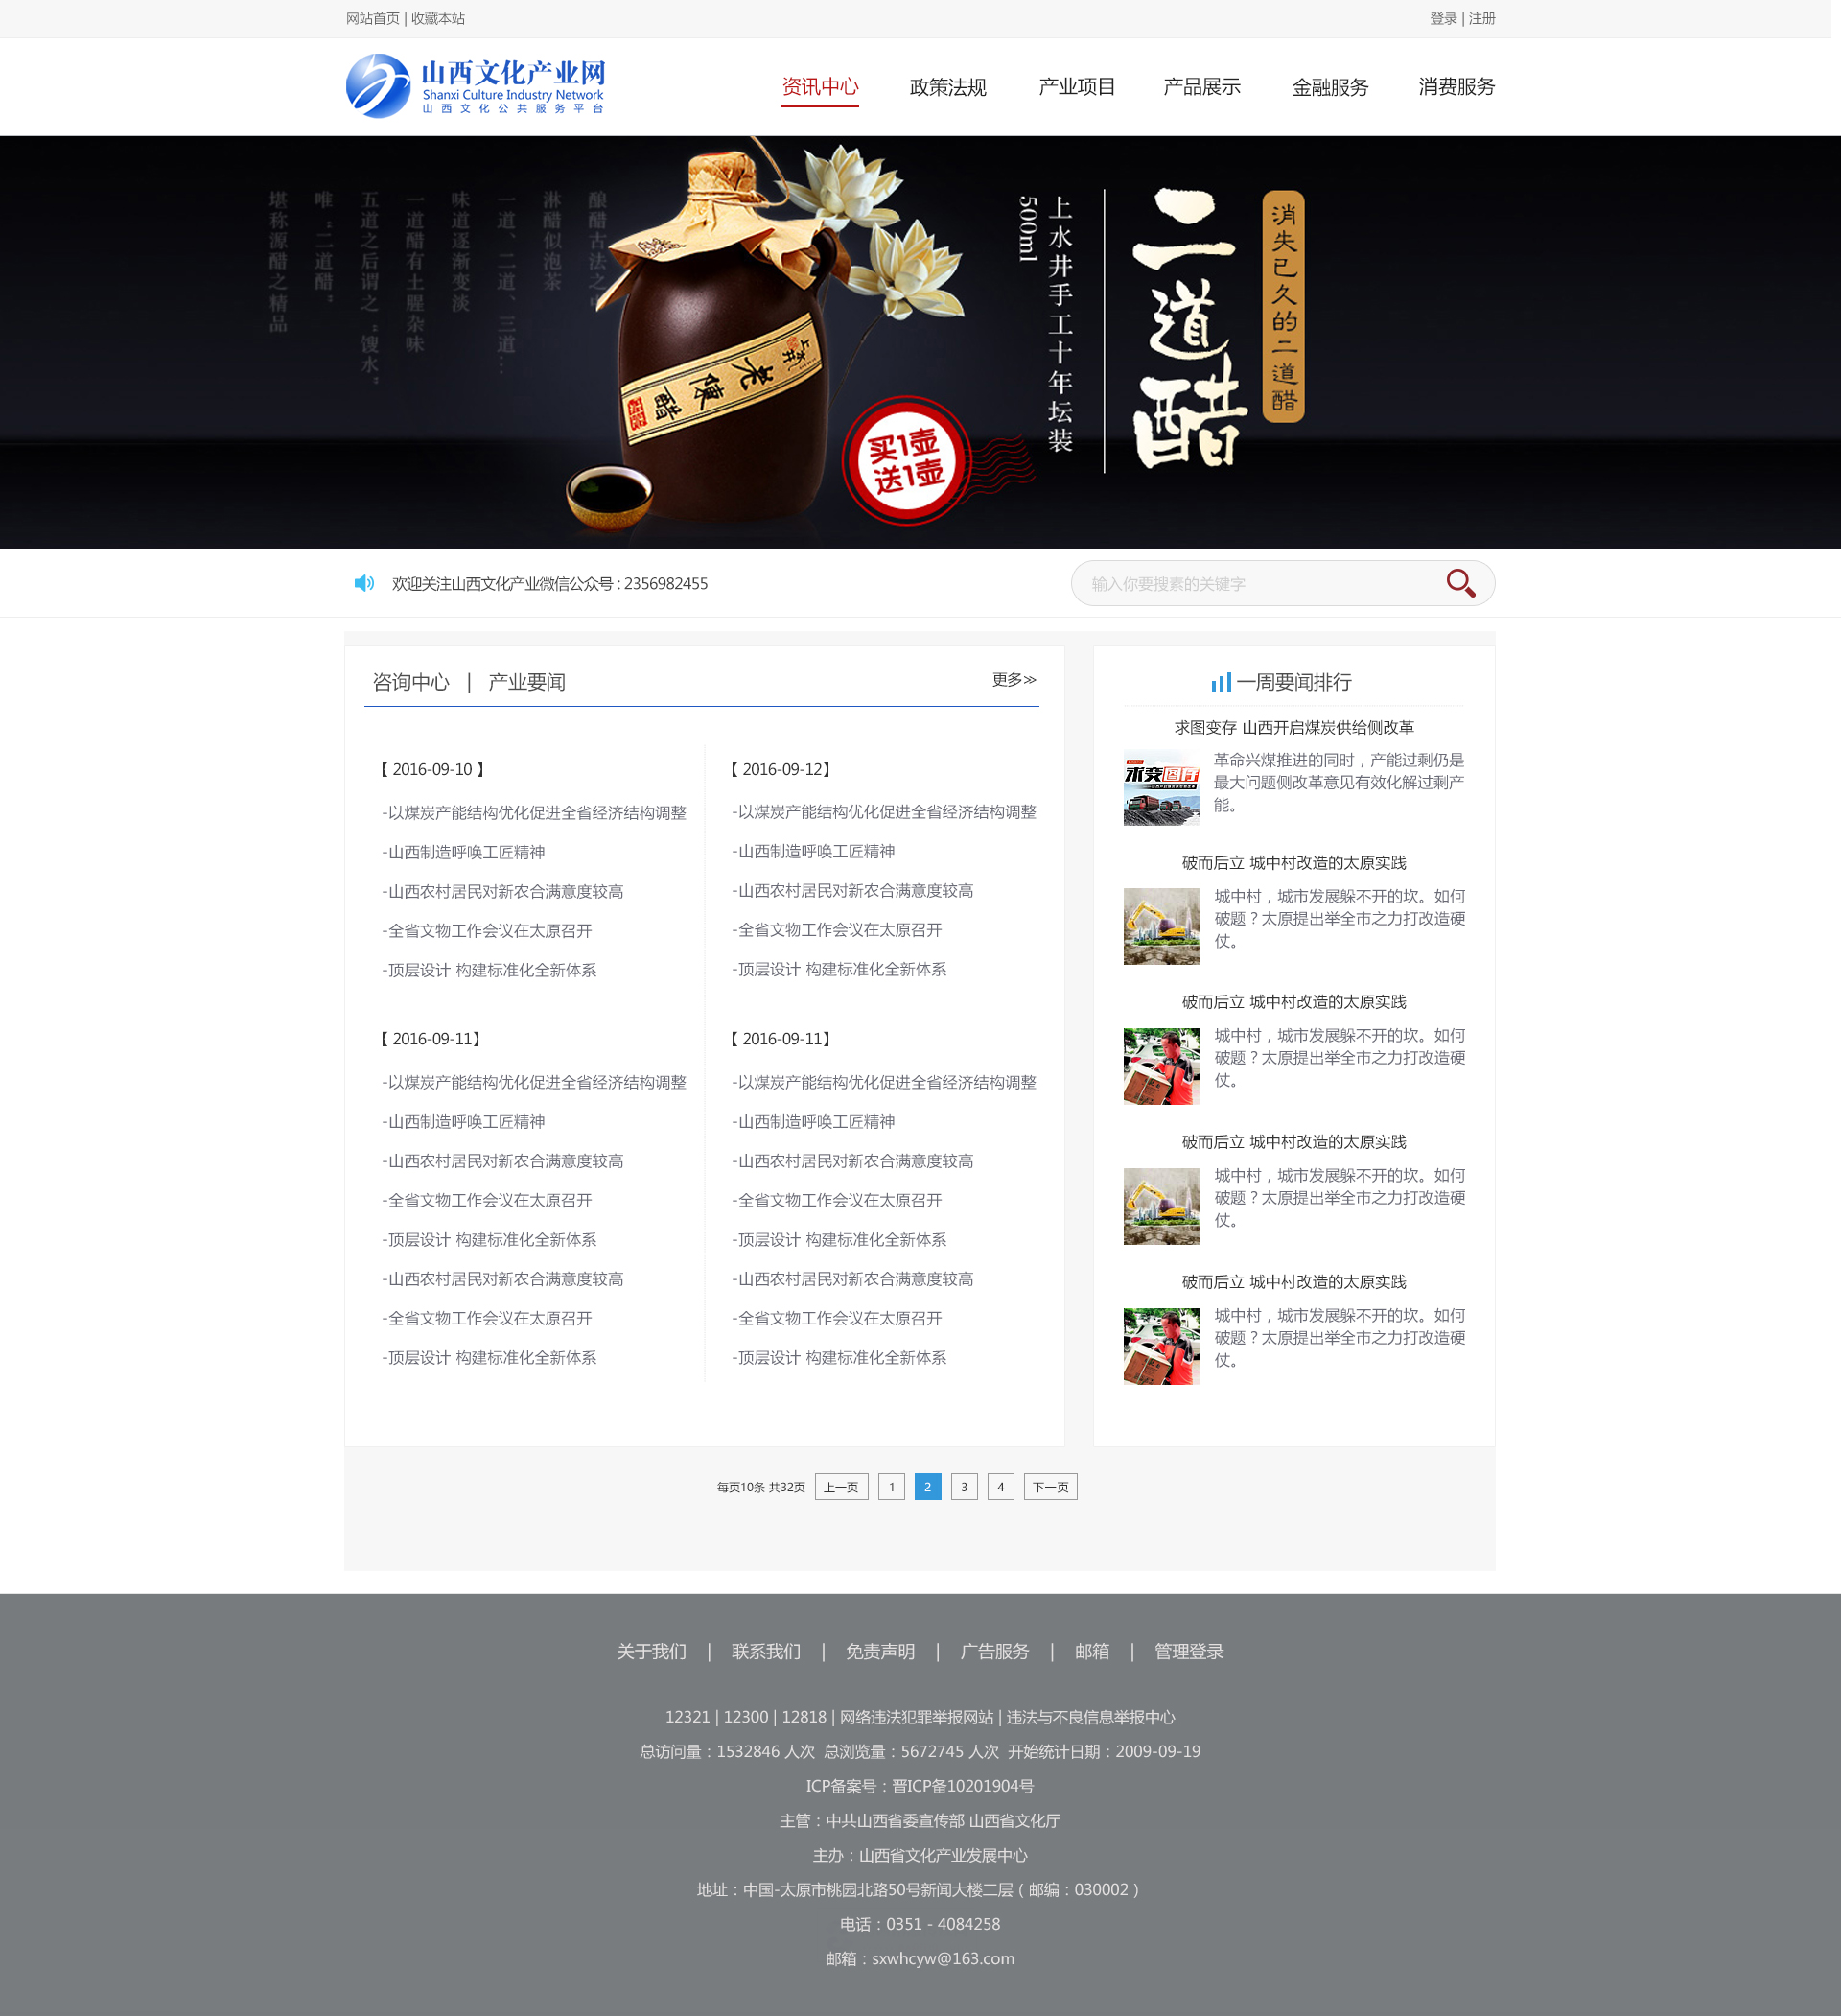 网站首页 | 收藏本站
登录 | 注册
山西文化产业网
Shanxi Culture Industry Network
山西文化公共服务平台
资讯中心
政策法规
产业项目
产品展示
金融服务
消费服务
消失已久的二道醋
二道醋
上水井手工十年坛装
500ml
酿醋古法之
淋醋似泡茶
一道、二道、三道…
味道逐渐变淡
一道醋有土腥杂味
五道之后谓之“馊水”
唯“二道醋”
堪称源醋之精品
上水井
老陳醋
买1壶
送1壶
欢迎关注山西文化产业微信公众号 : 2356982455
输入你要搜素的关键字
咨询中心 | 产业要闻
更多≫
【 2016-09-10 】
-以煤炭产能结构优化促进全省经济结构调整
-山西制造呼唤工匠精神
-山西农村居民对新农合满意度较高
-全省文物工作会议在太原召开
-顶层设计 构建标准化全新体系
【 2016-09-12】
-以煤炭产能结构优化促进全省经济结构调整
-山西制造呼唤工匠精神
-山西农村居民对新农合满意度较高
-全省文物工作会议在太原召开
-顶层设计 构建标准化全新体系
【 2016-09-11】
-以煤炭产能结构优化促进全省经济结构调整
-山西制造呼唤工匠精神
-山西农村居民对新农合满意度较高
-全省文物工作会议在太原召开
-顶层设计 构建标准化全新体系
-山西农村居民对新农合满意度较高
-全省文物工作会议在太原召开
-顶层设计 构建标准化全新体系
【 2016-09-11】
-以煤炭产能结构优化促进全省经济结构调整
-山西制造呼唤工匠精神
-山西农村居民对新农合满意度较高
-全省文物工作会议在太原召开
-顶层设计 构建标准化全新体系
-山西农村居民对新农合满意度较高
-全省文物工作会议在太原召开
-顶层设计 构建标准化全新体系
一周要闻排行
求图变存 山西开启煤炭供给侧改革
求变图存
革命兴煤推进的同时，产能过剩仍是
最大问题侧改革意见有效化解过剩产
能。
破而后立 城中村改造的太原实践
城中村，城市发展躲不开的坎。如何
破题？太原提出举全市之力打改造硬
仗。
破而后立 城中村改造的太原实践
城中村，城市发展躲不开的坎。如何
破题？太原提出举全市之力打改造硬
仗。
破而后立 城中村改造的太原实践
城中村，城市发展躲不开的坎。如何
破题？太原提出举全市之力打改造硬
仗。
破而后立 城中村改造的太原实践
城中村，城市发展躲不开的坎。如何
破题？太原提出举全市之力打改造硬
仗。
每页10条 共32页 上一页 1 2 3 4 下一页
关于我们 | 联系我们 | 免责声明 | 广告服务 | 邮箱 | 管理登录
12321 | 12300 | 12818 | 网络违法犯罪举报网站 | 违法与不良信息举报中心
总访问量：1532846 人次 总浏览量：5672745 人次 开始统计日期：2009-09-19
ICP备案号：晋ICP备10201904号
主管：中共山西省委宣传部 山西省文化厅
主办：山西省文化产业发展中心
地址：中国-太原市桃园北路50号新闻大楼二层（邮编：030002）
电话：0351 - 4084258
邮箱：sxwhcyw@163.com